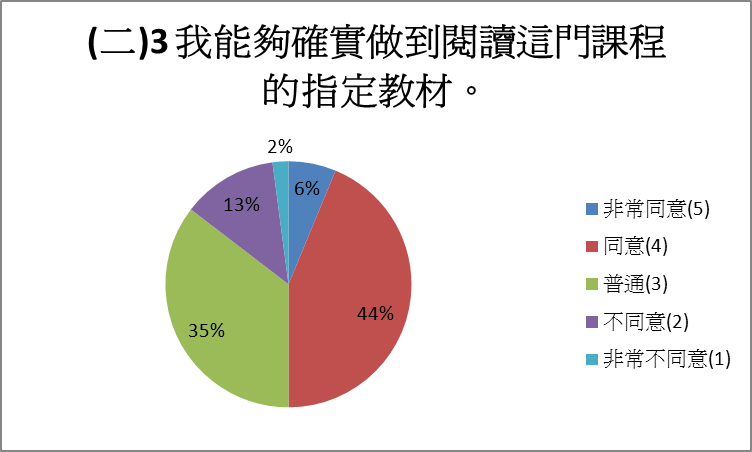 (二)3 我能夠確實做到閱讀這門課程
的指定教材。
2%
6%
13%
44%
35%
非常同意(5)
同意(4)
普通(3)
不同意(2)
非常不同意(1)